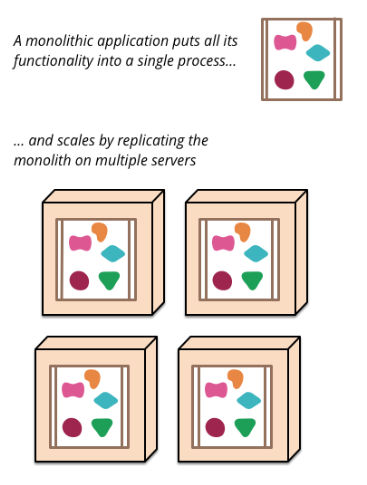 A monolithic application puts all its
functionality into a single process...
... and scales by replicating the
monolith on multiple servers